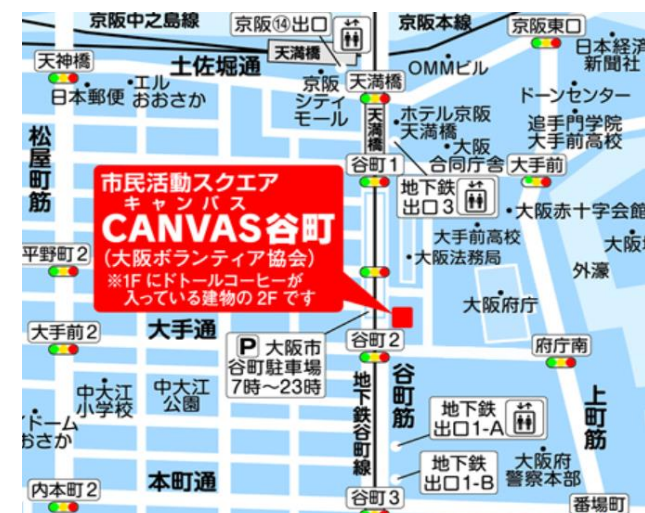 京阪中之島線
京阪⑭出口
京阪本線
京阪東口
天神橋
土佐堀通
天満橋
京阪
シティ
モール
天満橋
OMMビル
日本経済
新聞社
日本郵便
エル
おおさか
ドーンセンター
ホテル京阪
天満橋
追手門学院
大手前高校
松屋町筋
天満橋
大阪
合同庁舎
谷町1
大手前
地下鉄
出口3
市民活動スクエア
キャンバス
CANVAS谷町
(大阪ボランティア協会)
※1Fにドトールコーヒーが
入っている建物の2Fです
大阪赤十字会館
大手前高校
大阪法務局
平野町2
外濠
大阪府庁
大手前2
大手通
P 大阪市
谷町駐車場
7時~23時
谷町2
府庁南
中大江
小学校
中大江
公園
地下鉄谷町線
谷町筋
上町筋
ドーム
おさか
地下鉄
出口1-A
地下鉄
出口1-B
大阪府
警察本部
本町通
内本町2
谷町3
番場町